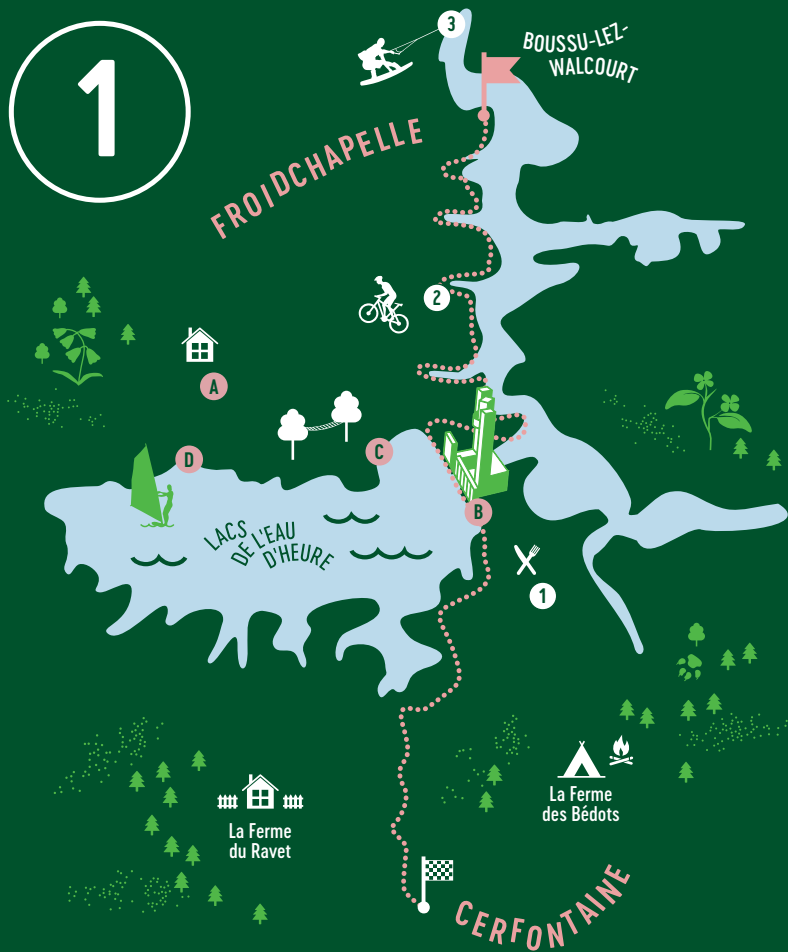 1
3
BOUSSU-LEZ-
WALCOURT
FROIDCHAPELLE
2
A
C
D
B
LACS
DE L'EAU
D'HEURE
1
La Ferme
des Bédots
La Ferme
du Ravet
CERFONTAINE